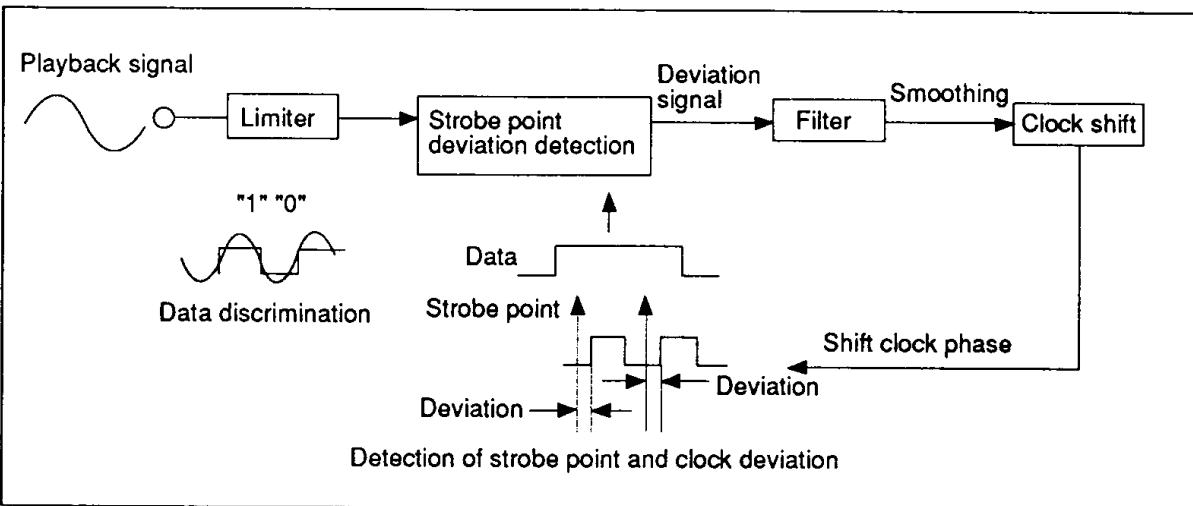 Playback signal
Limiter
Strobe point
deviation detection
Deviation
signal
Filter
Smoothing
Clock shift
"1" "0"
Data discrimination
Data
Strobe point
Shift clock phase
Deviation
Deviation
Detection of strobe point and clock deviation